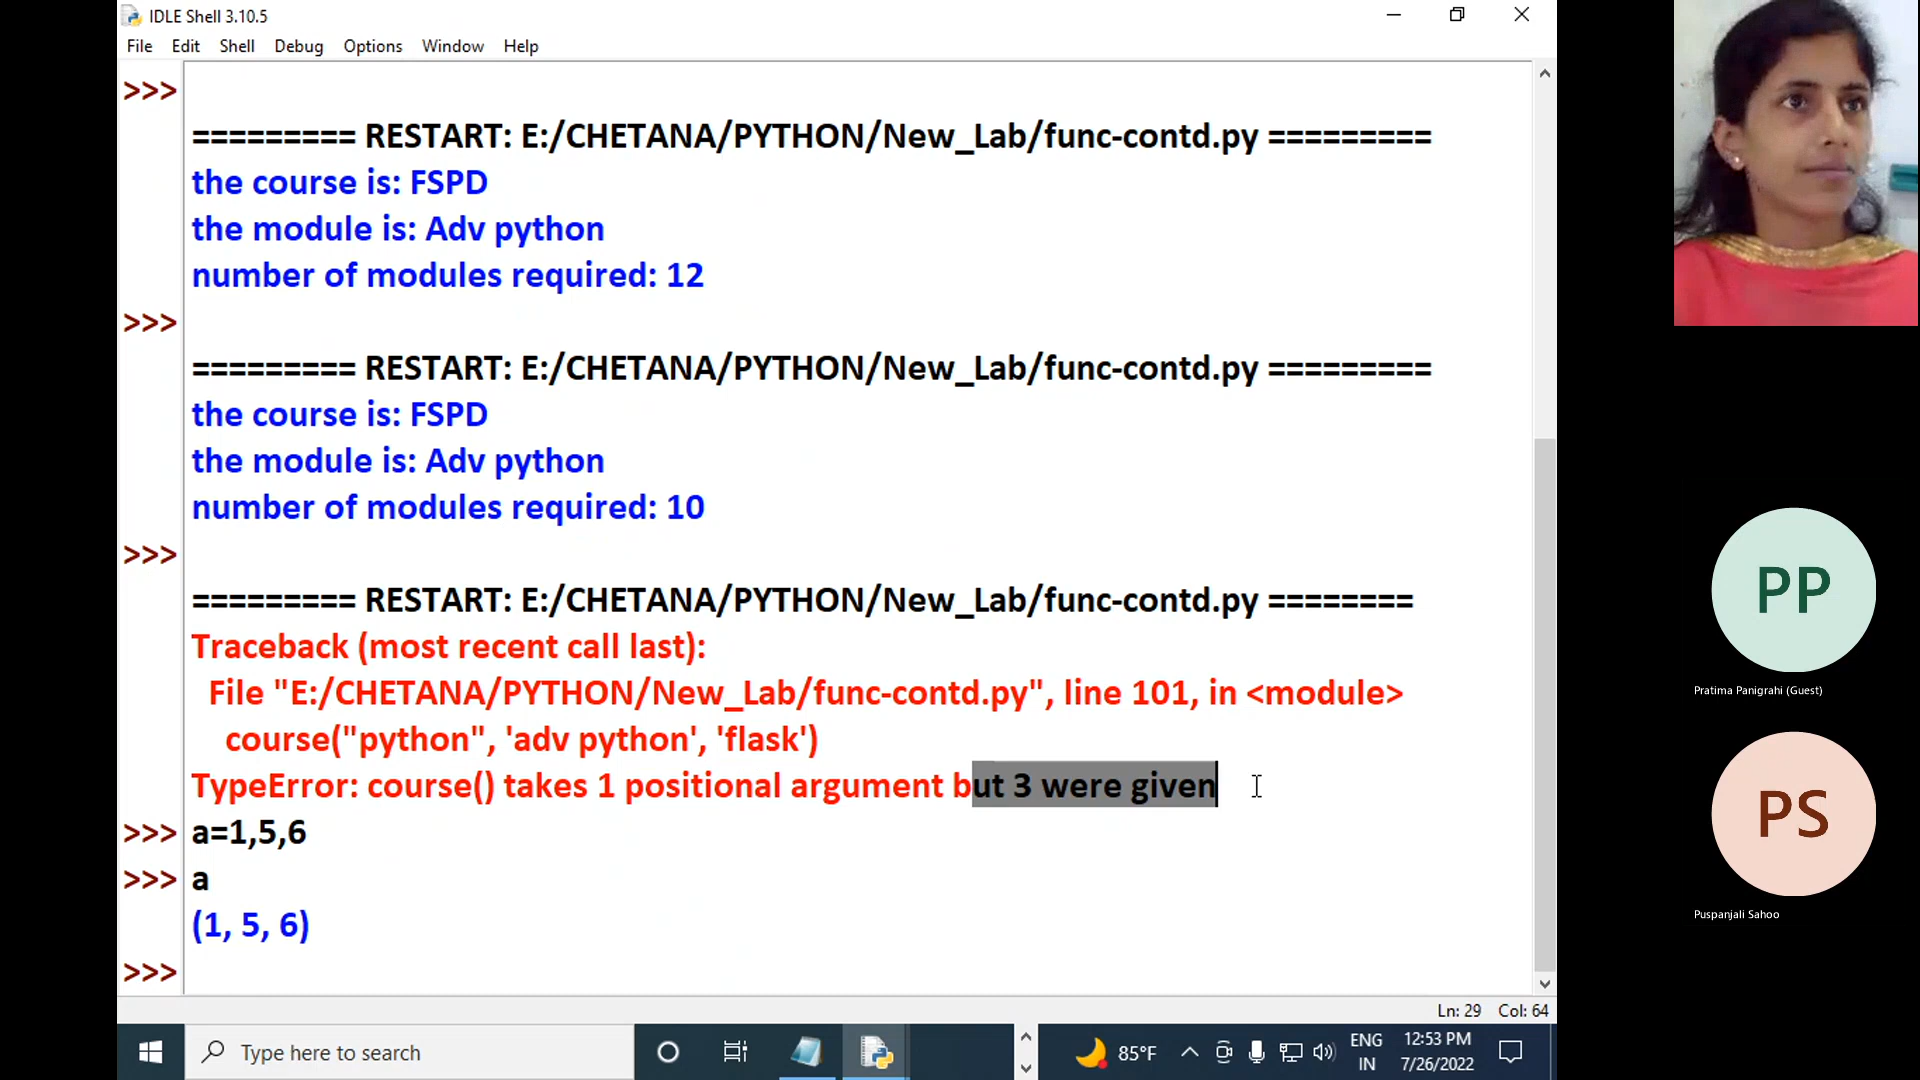 IDLE Shell 3.10.5
File Edit Shell Debug Options Window Help
>>>
========= RESTART: E:/CHETANA/PYTHON/New_Lab/func-contd.py =========
the course is: FSPD
the module is: Adv python
number of modules required: 12
>>>
========= RESTART: E:/CHETANA/PYTHON/New_Lab/func-contd.py =========
the course is: FSPD
the module is: Adv python
number of modules required: 10
>>>
========= RESTART: E:/CHETANA/PYTHON/New_Lab/func-contd.py ========
Traceback (most recent call last):
File "E:/CHETANA/PYTHON/New_Lab/func-contd.py", line 101, in <module>
course("python", 'adv python', 'flask')
TypeError: course() takes 1 positional argument but 3 were given
>>> a=1,5,6
>>> a
(1, 5, 6)
>>>
Ln: 29 Col: 64
Type here to search
85°F
ENG
IN
12:53 PM
7/26/2022
PP
Pratima Panigrahi (Guest)
PS
Puspanjali Sahoo